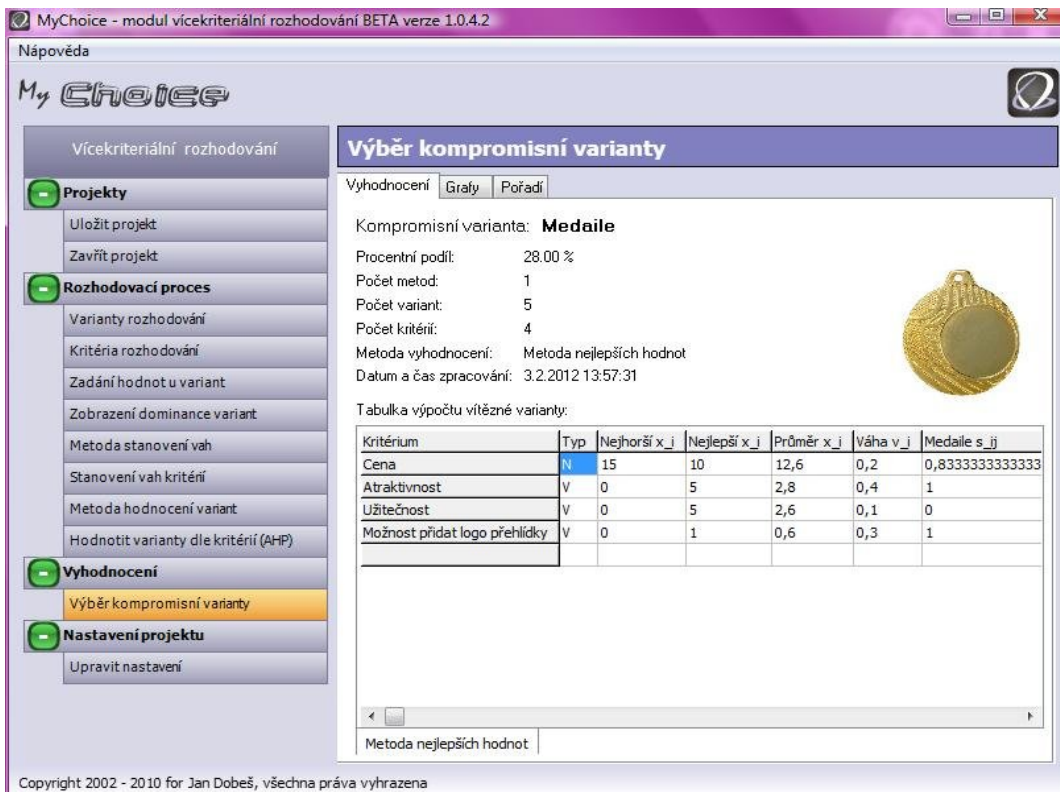 MyChoice - modul vícekriteriální rozhodování BETA verze 1.0.4.2
Nápověda
My Choice
Vícekriteriální rozhodování
Projekty
Uložit projekt
Zavřít projekt
Rozhodovací proces
Varianty rozhodování
Kritéria rozhodování
Zadání hodnot u variant
Zobrazení dominance variant
Metoda stanovení vah
Stanovení vah kritérií
Metoda hodnocení variant
Hodnotit varianty dle kritérií (AHP)
Vyhodnocení
Výběr kompromisní varianty
Nastavení projektu
Upravit nastavení
Výběr kompromisní varianty
Vyhodnocení Grafy Pořadí
Kompromisní varianta: Medaile
Procentní podíl: 28.00 %
Počet metod: 1
Počet variant: 5
Počet kritérií: 4
Metoda vyhodnocení: Metoda nejlepších hodnot
Datum a čas zpracování: 3.2.2012 13:57:31
Tabulka výpočtu vítězné varianty:
Kritérium Typ Nejhorší x_i Nejlepší x_i Průměr x_i Váha v_i Medaile s_ij
Cena N 15 10 12,6 0,2 0,8333333333333
Atraktivnost V 0 5 2,8 0,4 1
Užitečnost V 0 5 2,6 0,1 0
Možnost přidat logo přehlídky V 0 1 0,6 0,3 1
Metoda nejlepších hodnot
Copyright 2002 - 2010 for Jan Dobeš, všechna práva vyhrazena